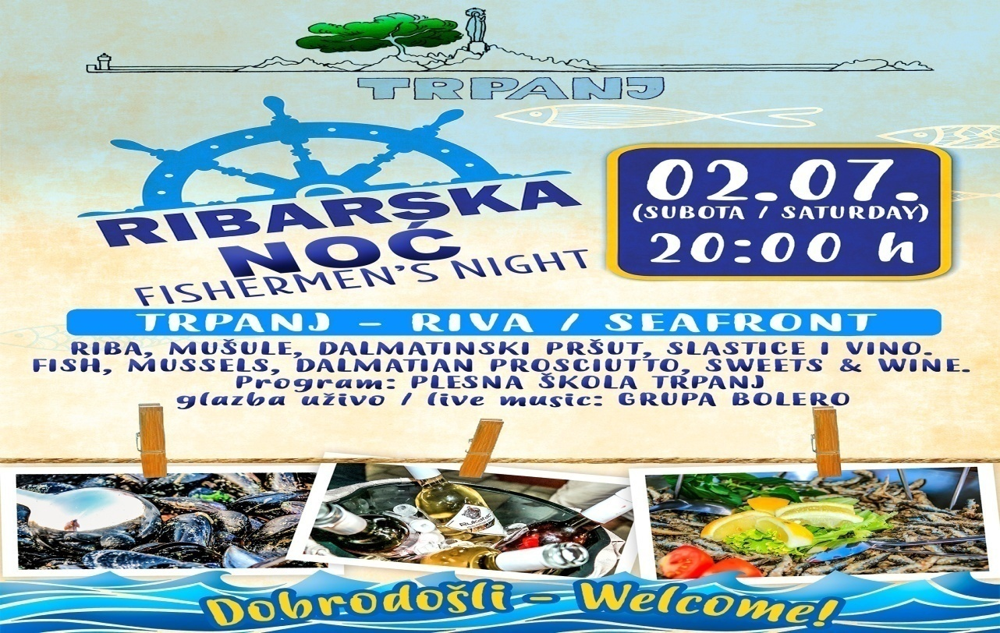 TRPANJ
RIBARSKA
NOĆ
FISHERMEN'S NIGHT
02.07.
(SUBOTA / SATURDAY)
20:00 h
TRPANJ - RIVA / SEAFRONT
RIBA, MUŠULE, DALMATINSKI PRŠUT, SLASTICE I VINO.
FISH, MUSSELS, DALMATIAN PROSCIUTTO, SWEETS & WINE.
Program: PLESNA ŠKOLA TRPANJ
glazba uživo / live music: GRUPA BOLERO
Dobrodošli - Welcome!